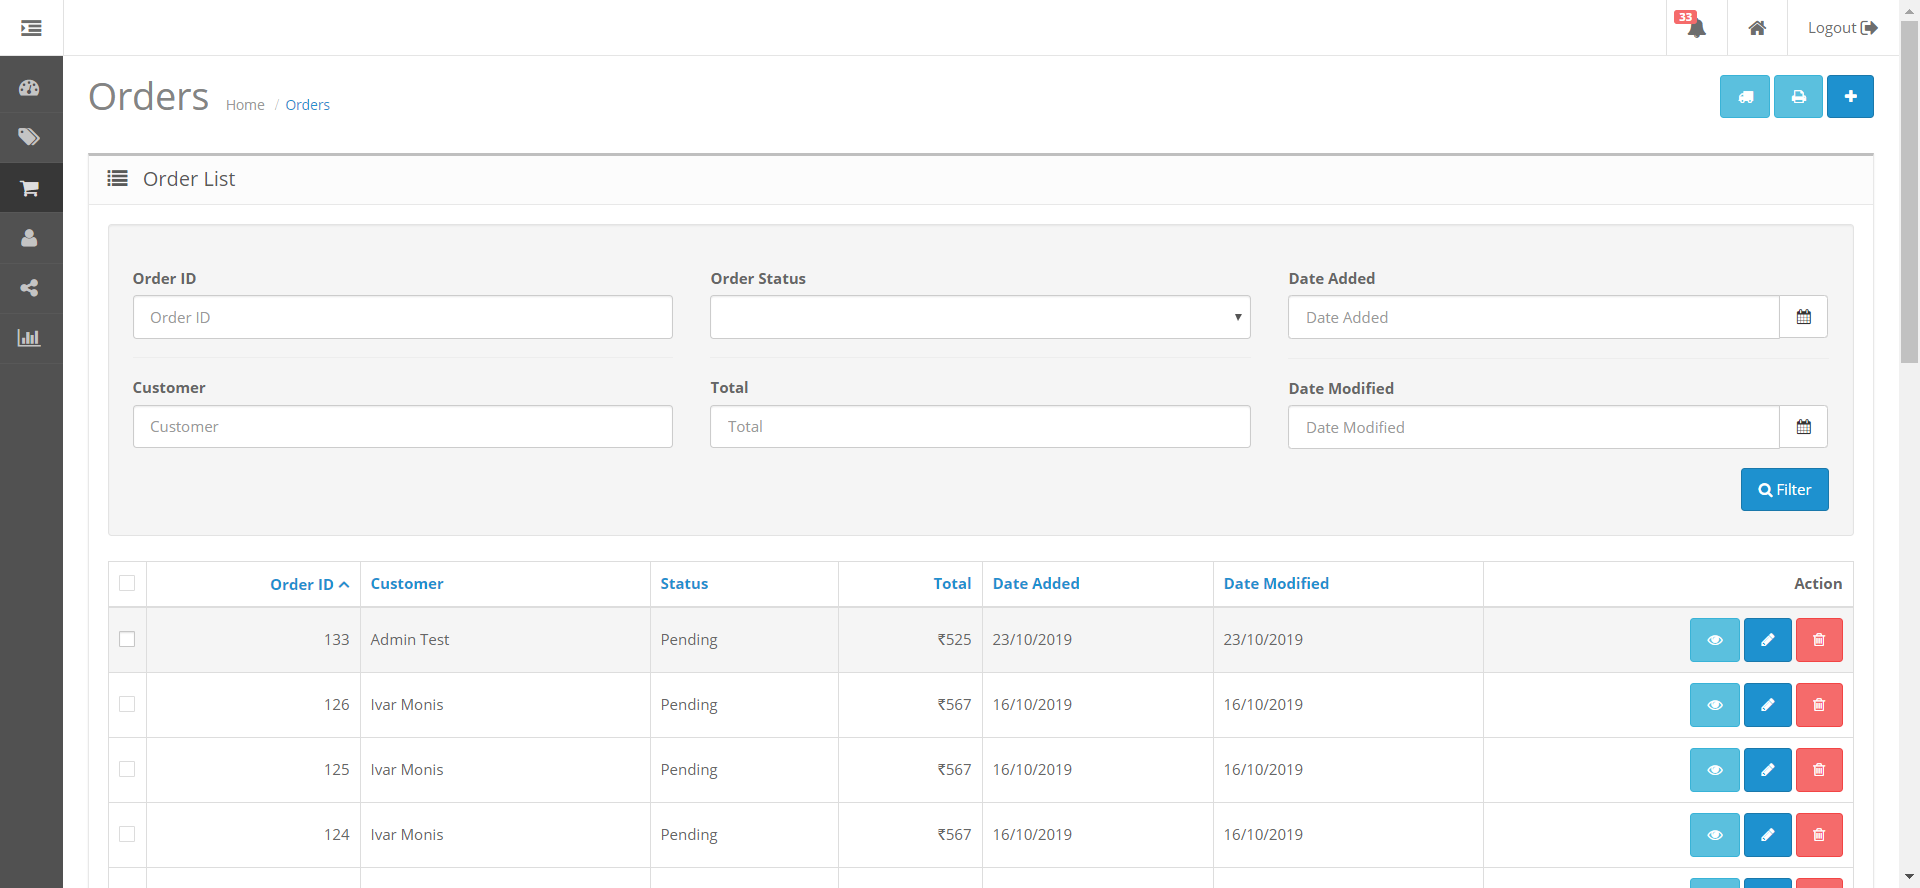 33
Logout
Orders Home / Orders
Order List
Order ID Order Status Date Added
Order ID Date Added
Customer Total Date Modified
Customer Total Date Modified
Filter
Order ID Customer Status Total Date Added Date Modified Action
133 Admin Test Pending ₹525 23/10/2019 23/10/2019
126 Ivar Monis Pending ₹567 16/10/2019 16/10/2019
125 Ivar Monis Pending ₹567 16/10/2019 16/10/2019
124 Ivar Monis Pending ₹567 16/10/2019 16/10/2019